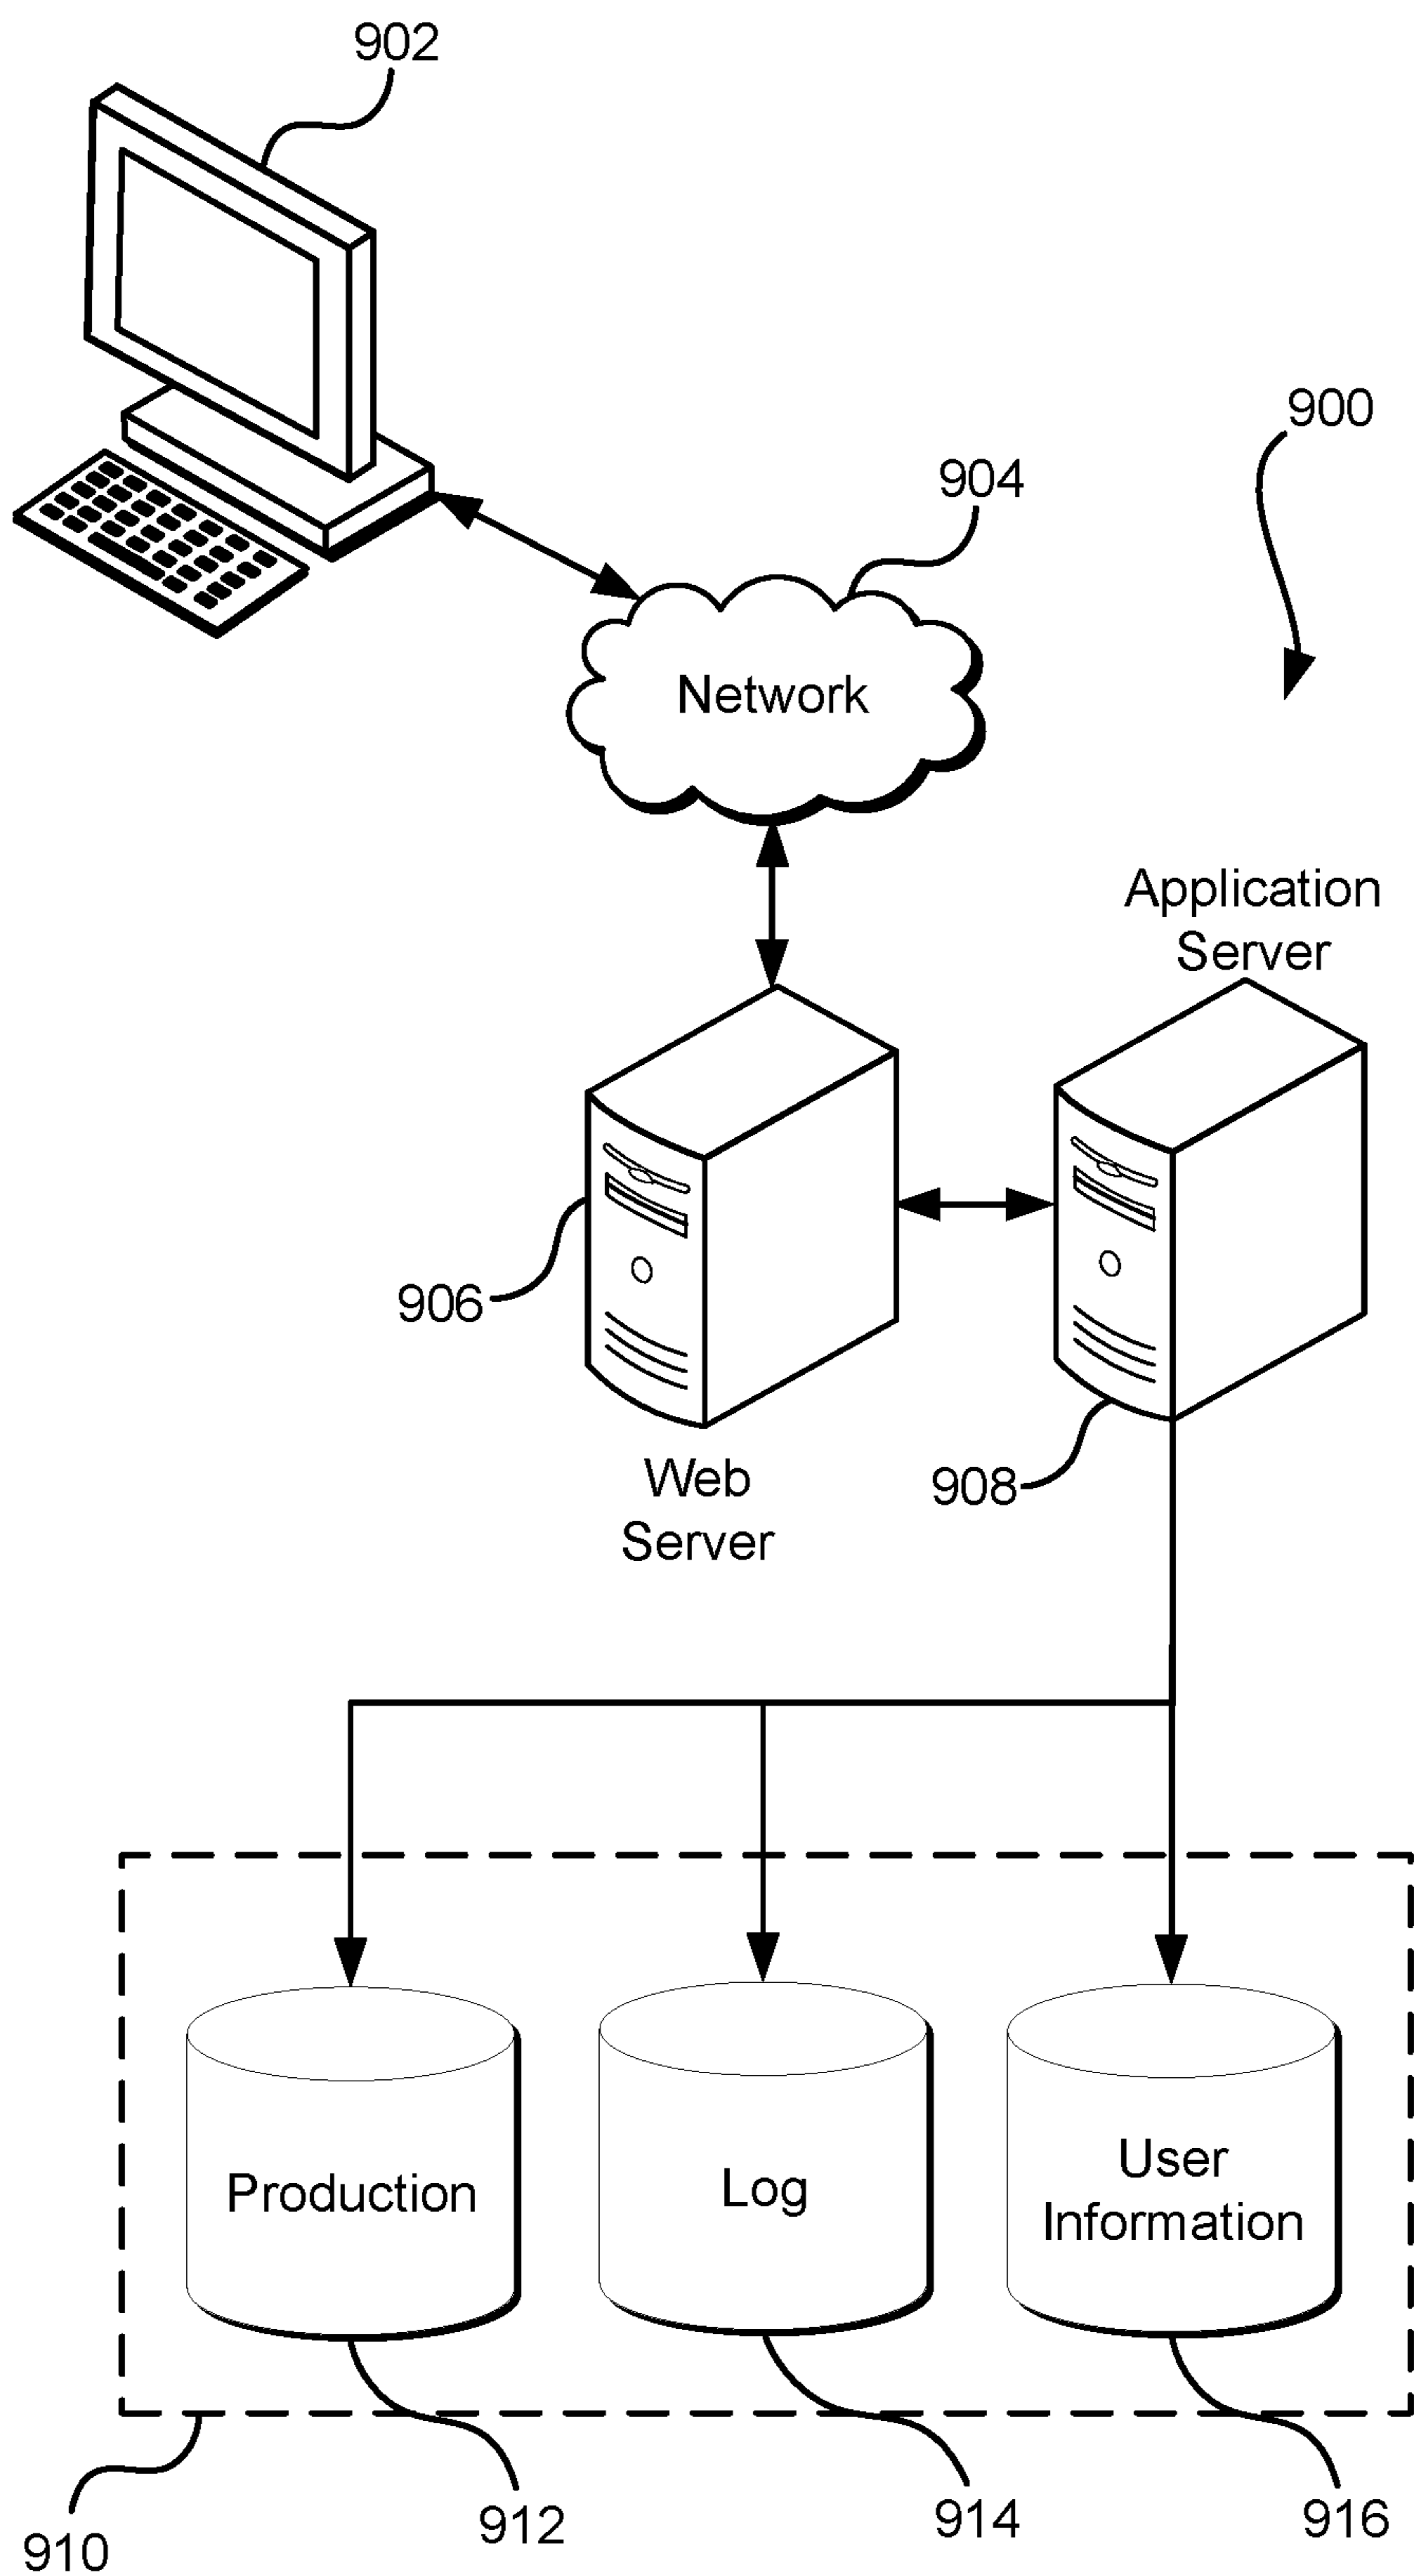 902
900
904
Network
Application
Server
906
908
Web
Server
Production
Log
User
Information
910
912
914
916